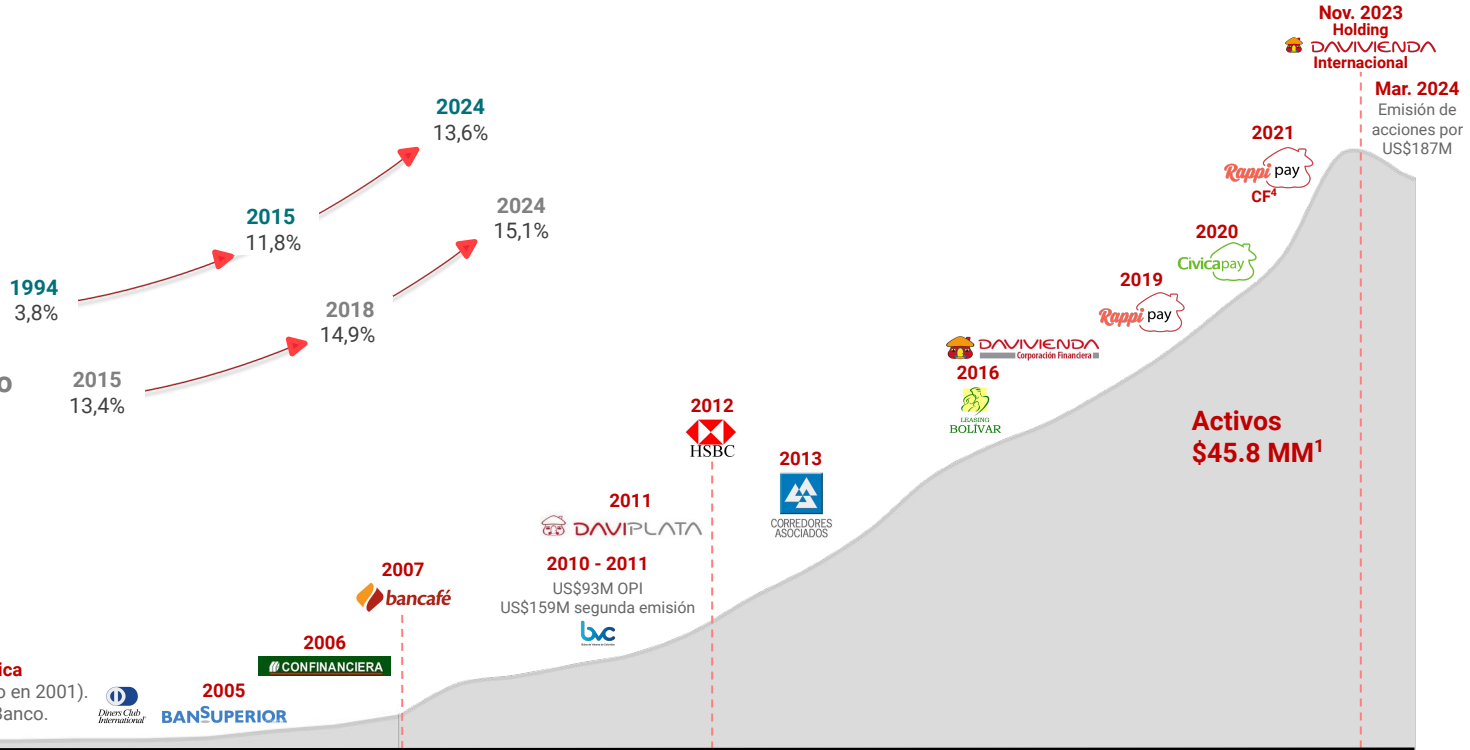 Nov. 2023
Holding
DAVIVIENDA
Internacional
Mar. 2024
Emisión de
acciones por
US$187M
2024
13,6%
2021
Rappi pay
CF4
2024
15,1%
2015
11,8%
2020
Civicapay
1994
3,8%
2018
14,9%
2019
Rappi pay
DAVIVIENDA
Corporación Financiera
2016
LEASING
BOLÍVAR
o
2015
13,4%
2012
HSBC
Activos
$45.8 MM1
2013
CORREDORES
ASOCIADOS
2011
DAVIPLATA
2010 - 2011
US$93M OPI
US$159M segunda emisión
bvc
2007
bancafé
2006
CONFINANCIERA
ica
o en 2001).
Banco.
Diners Club
International
2005
BANSUPERIOR